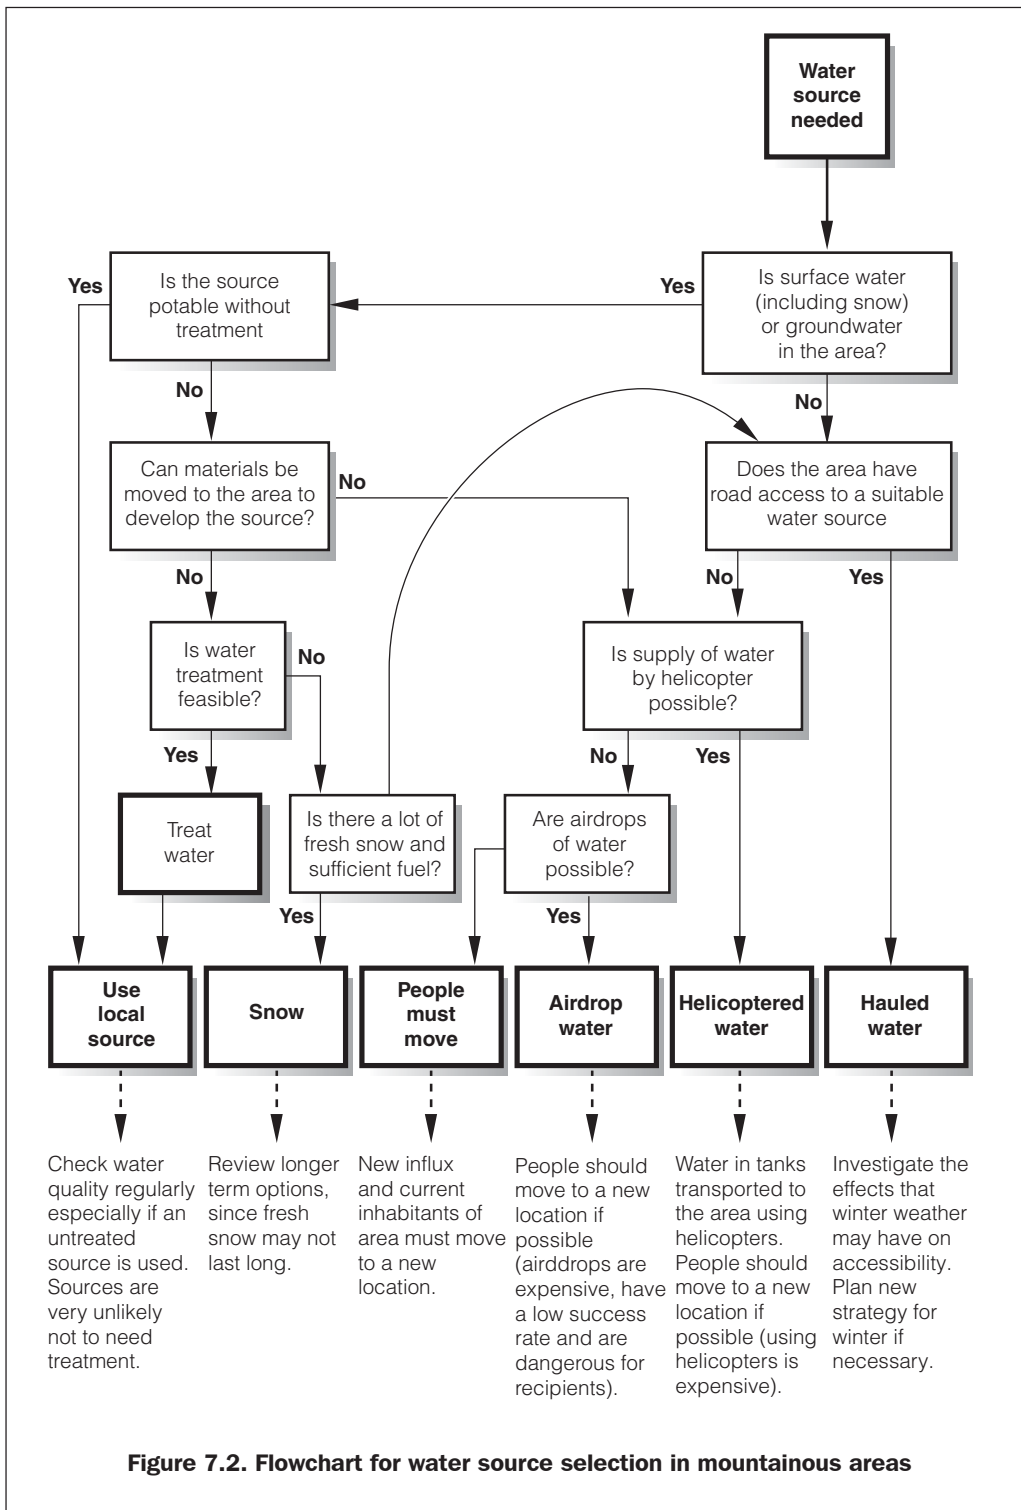 Water
source
needed
Is surface water
(including snow)
or groundwater
in the area?
Yes
No
Is the source
potable without
treatment
Yes
No
Can materials be
moved to the area to
develop the source?
No
No
Does the area have
road access to a suitable
water source
No
Yes
Is water
treatment
feasible?
No
Yes
Is supply of water
by helicopter
possible?
No
Yes
Treat
water
Is there a lot of
fresh snow and
sufficient fuel?
Yes
Are airdrops
of water
possible?
Yes
Use
local
source
Snow
People
must
move
Airdrop
water
Helicoptered
water
Hauled
water
Check water
quality regularly
especially if an
untreated
source is used.
Sources are
very unlikely
not to need
treatment.
Review longer
term options,
since fresh
snow may not
last long.
New influx
and current
inhabitants of
area must move
to a new
location.
People should
move to a new
location if
possible
(airddrops are
expensive, have
a low success
rate and are
dangerous for
recipients).
Water in tanks
transported to
the area using
helicopters.
People should
move to a new
location if
possible (using
helicopters is
expensive).
Investigate the
effects that
winter weather
may have on
accessibility.
Plan new
strategy for
winter if
necessary.
Figure 7.2. Flowchart for water source selection in mountainous areas